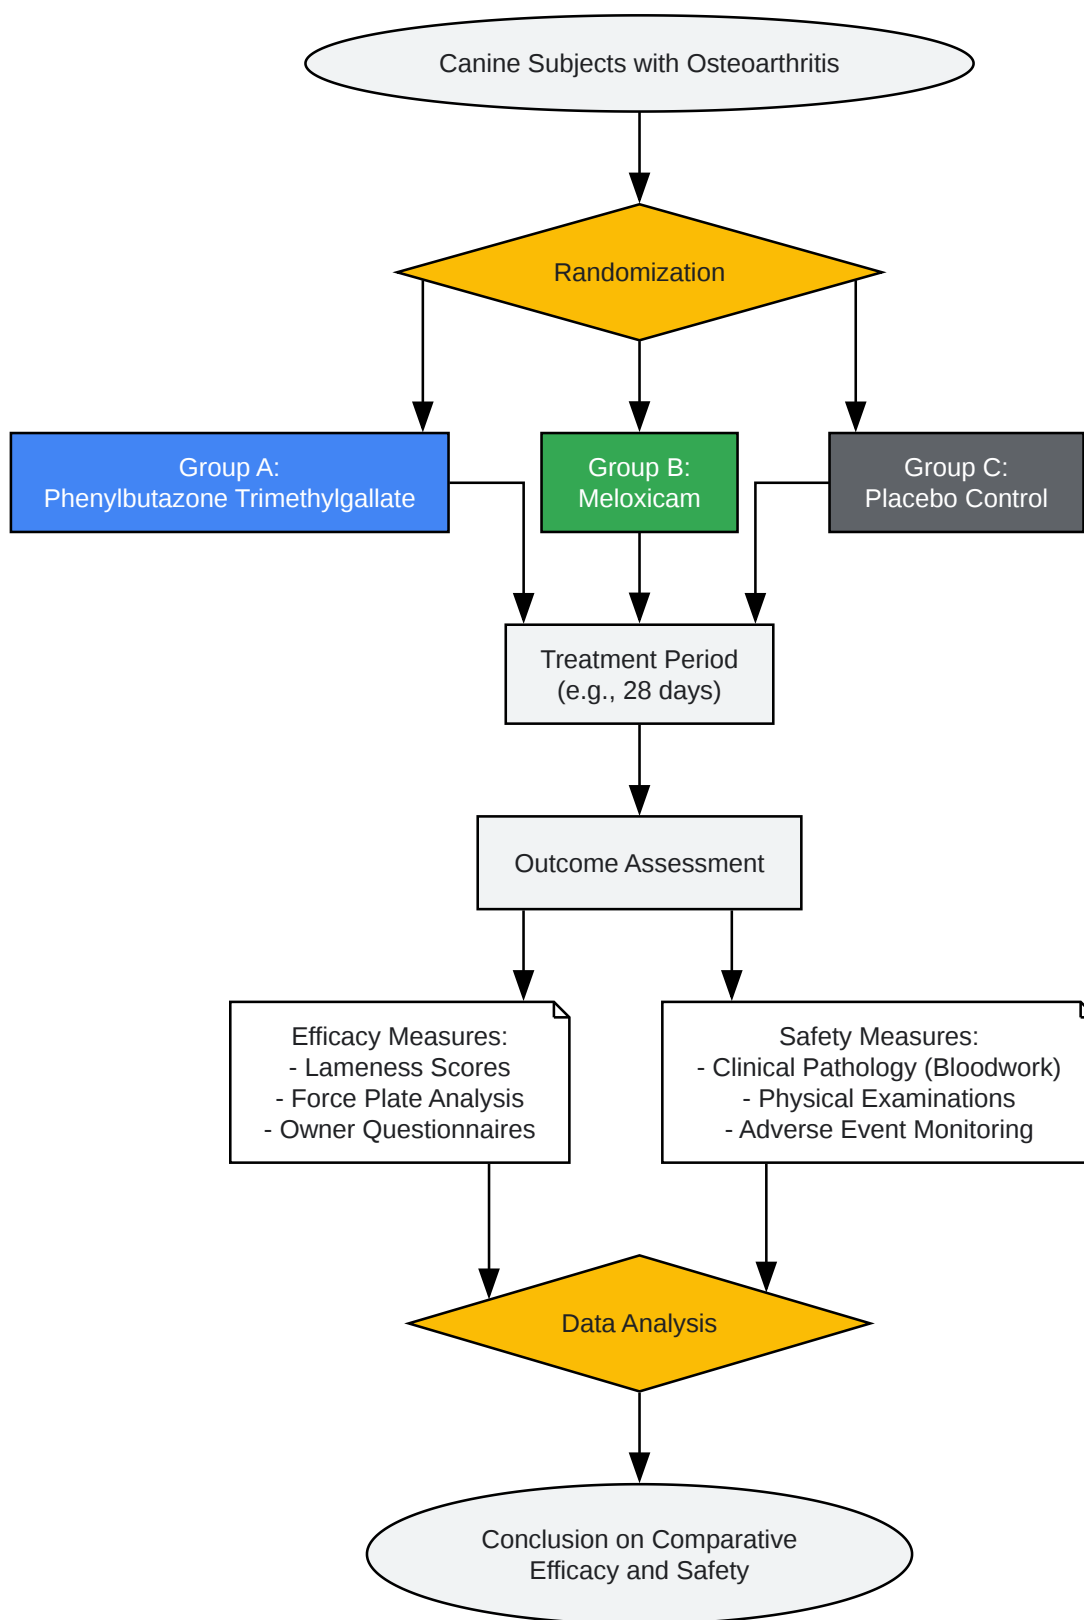 Canine Subjects with Osteoarthritis
Randomization
Group A:
Phenylbutazone Trimethylgallate
Group B:
Meloxicam
Group C:
Placebo Control
Treatment Period
(e.g., 28 days)
Outcome Assessment
Efficacy Measures:
- Lameness Scores
- Force Plate Analysis
- Owner Questionnaires
Safety Measures:
- Clinical Pathology (Bloodwork)
- Physical Examinations
- Adverse Event Monitoring
Data Analysis
Conclusion on Comparative
Efficacy and Safety